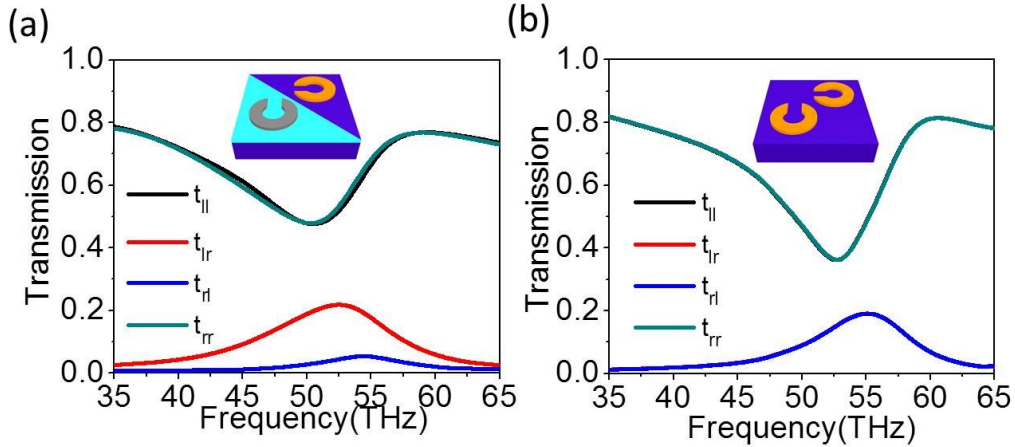 (a)
Transmission
1.0
0.8
0.6
0.4
0.2
0.0
t_ll
t_lr
t_rl
t_rr
35 40 45 50 55 60 65
Frequency(THz)
(b)
Transmission
1.0
0.8
0.6
0.4
0.2
0.0
t_ll
t_lr
t_rl
t_rr
35 40 45 50 55 60 65
Frequency(THz)